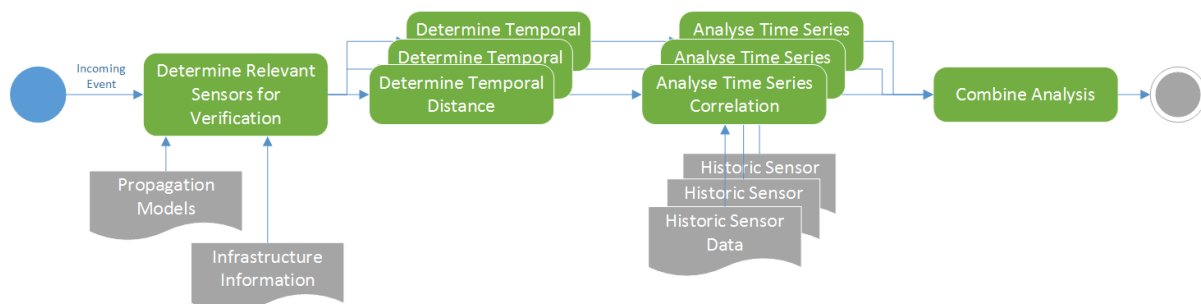 Incoming
Event
Determine Relevant
Sensors for
Verification
Determine Temporal
Determine Temporal
Determine Temporal
Distance
Analyse Time Series
Analyse Time Series
Analyse Time Series
Correlation
Combine Analysis
Propagation
Models
Infrastructure
Information
Historic Sensor
Historic Sensor
Historic Sensor
Data